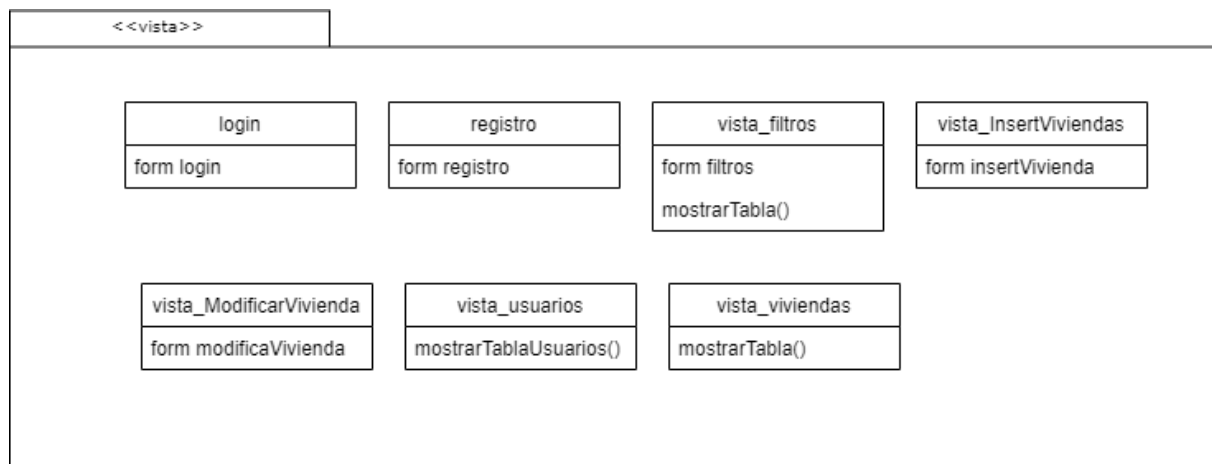 <<vista>>
login
form login
registro
form registro
vista_filtros
form filtros
mostrarTabla()
vista_InsertViviendas
form insertVivienda
vista_ModificarVivienda
form modificaVivienda
vista_usuarios
mostrarTablaUsuarios()
vista_viviendas
mostrarTabla()